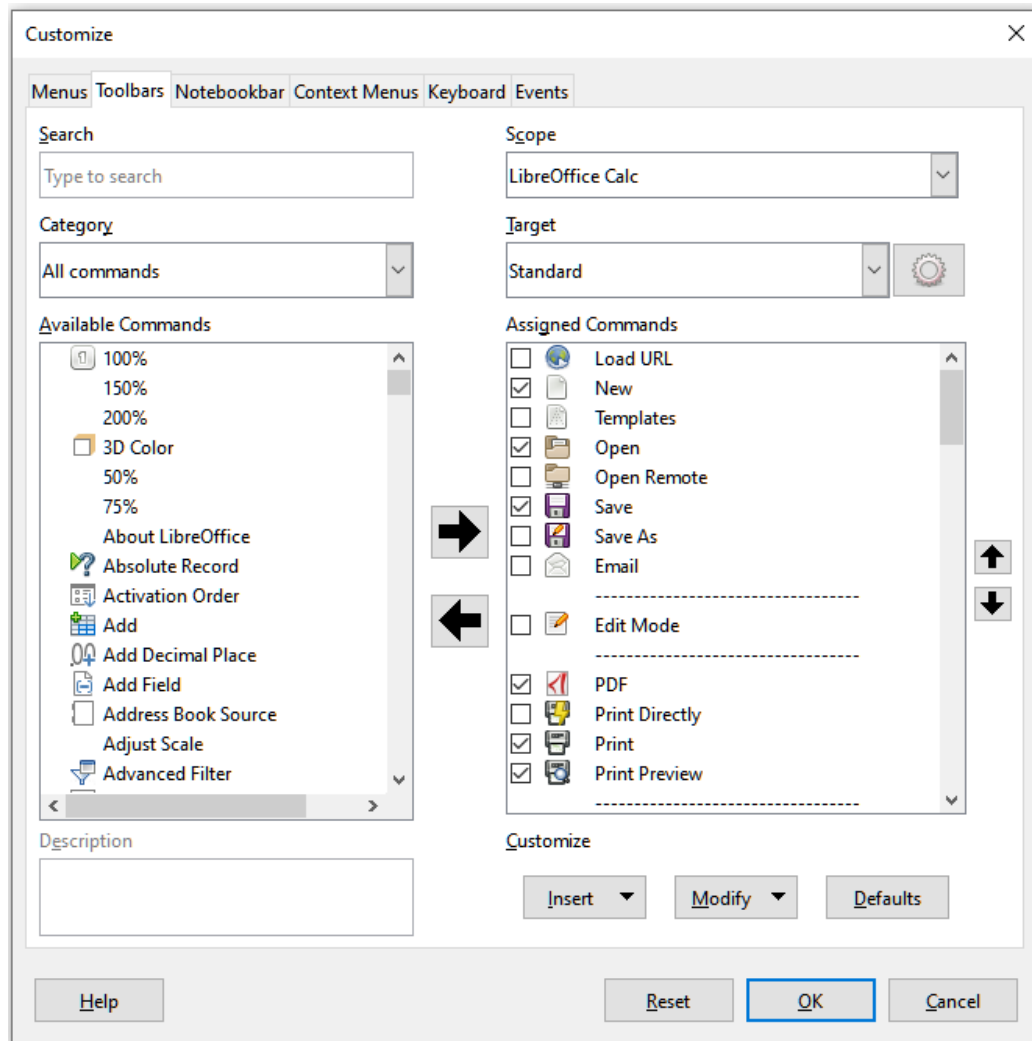 Customize
Menus Toolbars Notebookbar Context Menus Keyboard Events
Search
Type to search
Category
All commands
Available Commands
100%
150%
200%
3D Color
50%
75%
About LibreOffice
Absolute Record
Activation Order
Add
Add Decimal Place
Add Field
Address Book Source
Adjust Scale
Advanced Filter
Description
Scope
LibreOffice Calc
Target
Standard
Assigned Commands
Load URL
New
Templates
Open
Open Remote
Save
Save As
Email
---------------------------------
Edit Mode
---------------------------------
PDF
Print Directly
Print
Print Preview
---------------------------------
Customize
Insert Modify Defaults
Help Reset OK Cancel